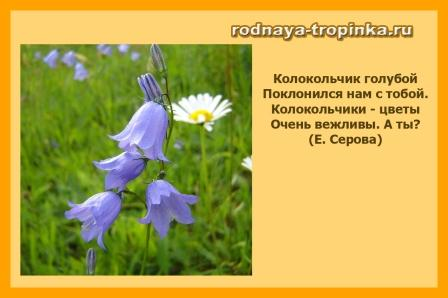 rodnaya-tropinka.ru
Колокольчик голубой
Поклонился нам с тобой.
Колокольчики - цветы
Очень вежливы. А ты?
(Е. Серова)